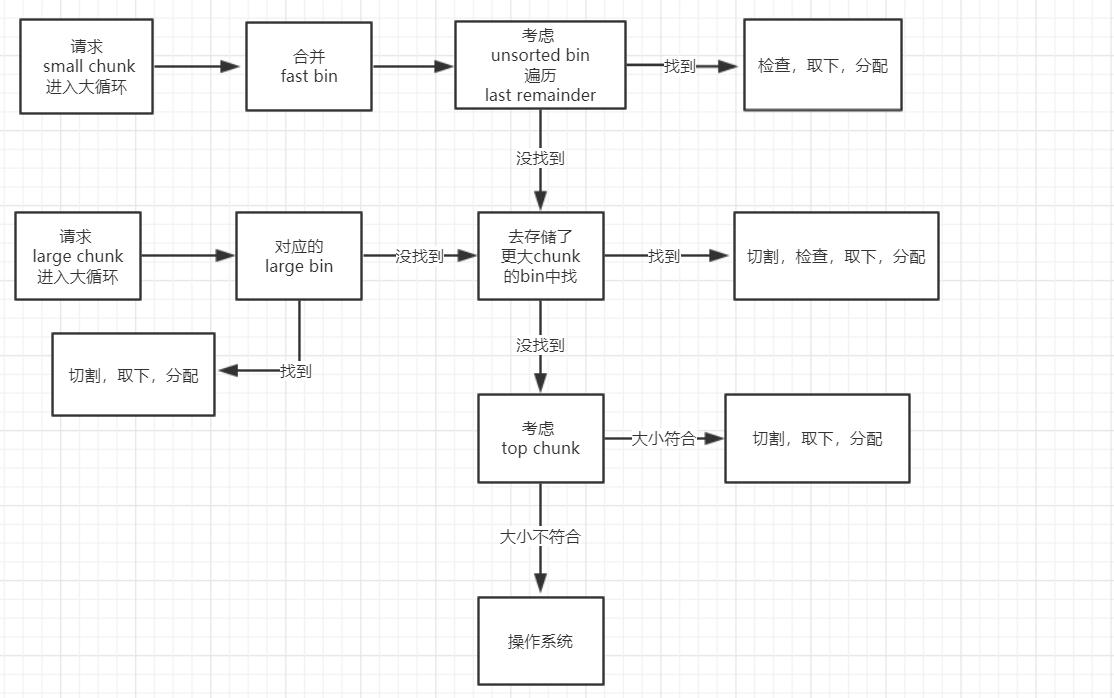 请求
small chunk
进入大循环
合并
fast bin
考虑
unsorted bin
遍历
last remainder
找到
检查，取下，分配
没找到
请求
large chunk
进入大循环
对应的
large bin
没找到
去存储了
更大chunk
的bin中找
找到
切割，检查，取下，分配
找到
切割，取下，分配
没找到
考虑
top chunk
大小符合
切割，取下，分配
大小不符合
操作系统